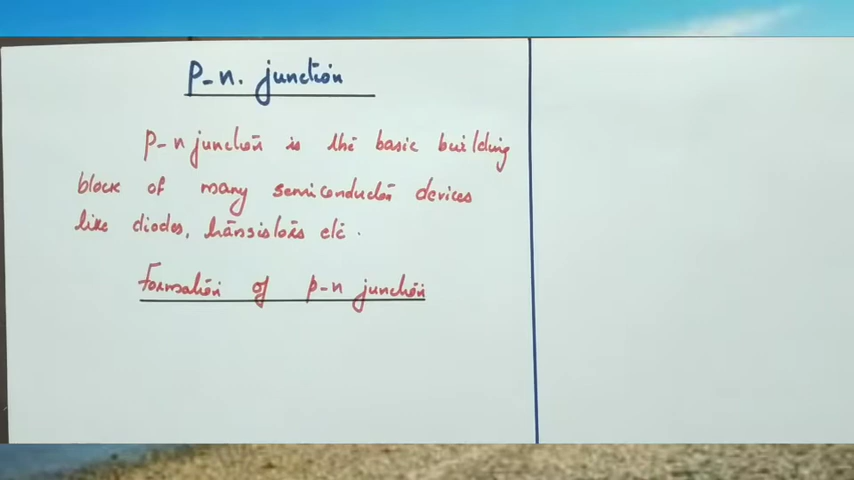 p-n. junction
p-n junction is the basic building
block of many semiconductor devices
like diodes, transistors etc.
Formation of p-n junction